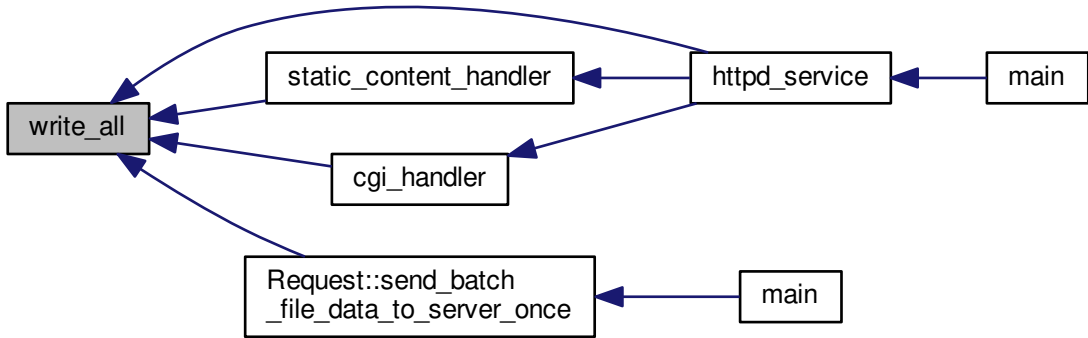 write_all
static_content_handler
httpd_service
main
cgi_handler
Request::send_batch
_file_data_to_server_once
main